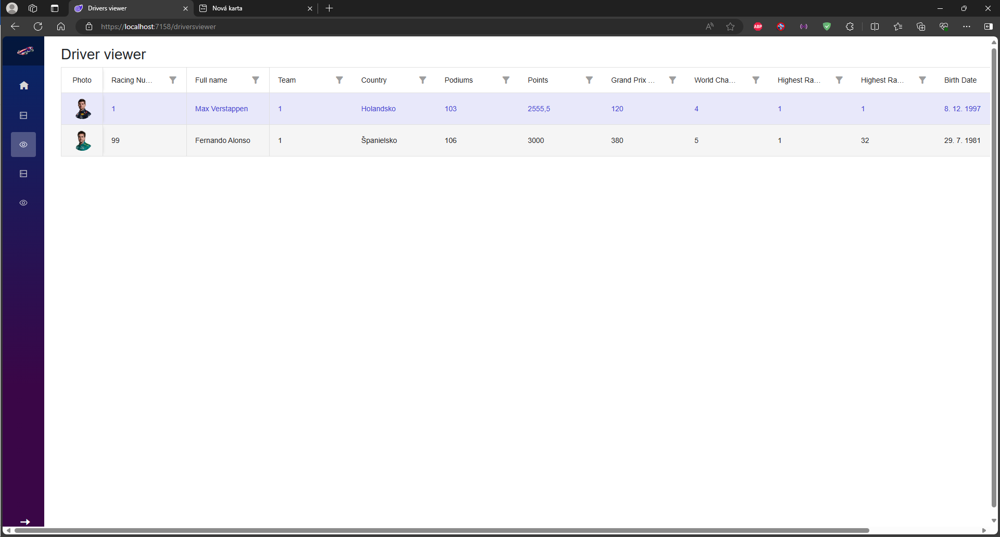 Drivers viewer
Nová karta
https://localhost:7158/driversviewer
ABP
Driver viewer
Photo Racing Nu... Full name Team Country Podiums Points Grand Prix ... World Cha... Highest Ra... Highest Ra... Birth Date
1 Max Verstappen 1 Holandsko 103 2555,5 120 4 1 1 8. 12. 1997
99 Fernando Alonso 1 Španielsko 106 3000 380 5 1 32 29. 7. 1981